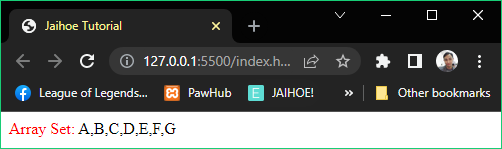 Jaihoe Tutorial
127.0.0.1:5500/index.h...
League of Legends... PawHub E JAIHOE! » Other bookmarks
Array Set: A,B,C,D,E,F,G